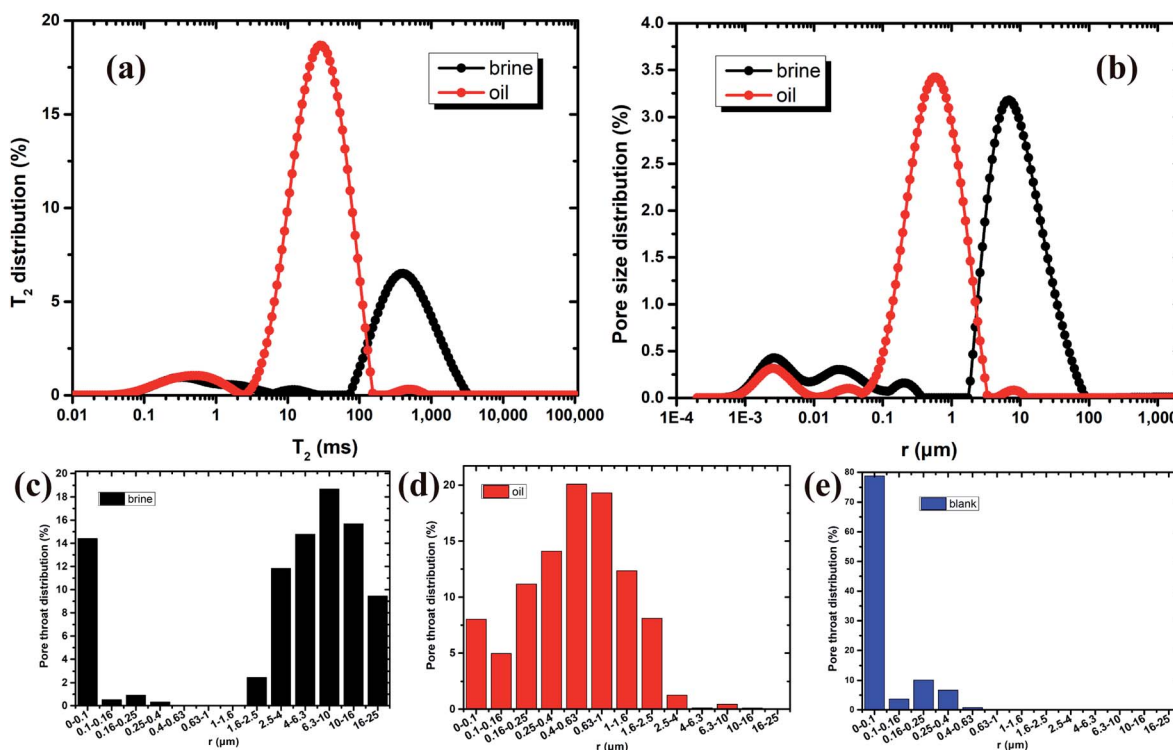 (a)
brine
oil
T2 distribution (%)
20
15
10
5
0
0.01 0.1 1 10 100 1,000 10,000 100,000
T2 (ms)
(b)
brine
oil
Pore size distribution (%)
4.0
3.5
3.0
2.5
2.0
1.5
1.0
0.5
0.0
1E-4 1E-3 0.01 0.1 1 10 100 1,000
r (µm)
(c)
brine
Pore throat distribution (%)
20
18
16
14
12
10
8
6
4
2
0
0-0.1 0.1-0.16 0.16-0.25 0.25-0.4 0.4-0.63 0.63-1 1-1.6 1.6-2.5 2.5-4 4-6.3 6.3-10 10-16 16-25
r (µm)
(d)
oil
Pore throat distribution (%)
20
15
10
5
0
0-0.1 0.1-0.16 0.16-0.25 0.25-0.4 0.4-0.63 0.63-1 1-1.6 1.6-2.5 2.5-4 4-6.3 6.3-10 10-16 16-25
r (µm)
(e)
blank
Pore throat distribution (%)
80
70
60
50
40
30
20
10
0
0-0.1 0.1-0.16 0.16-0.25 0.25-0.4 0.4-0.63 0.63-1 1-1.6 1.6-2.5 2.5-4 4-6.3 6.3-10 10-16 16-25
r (µm)